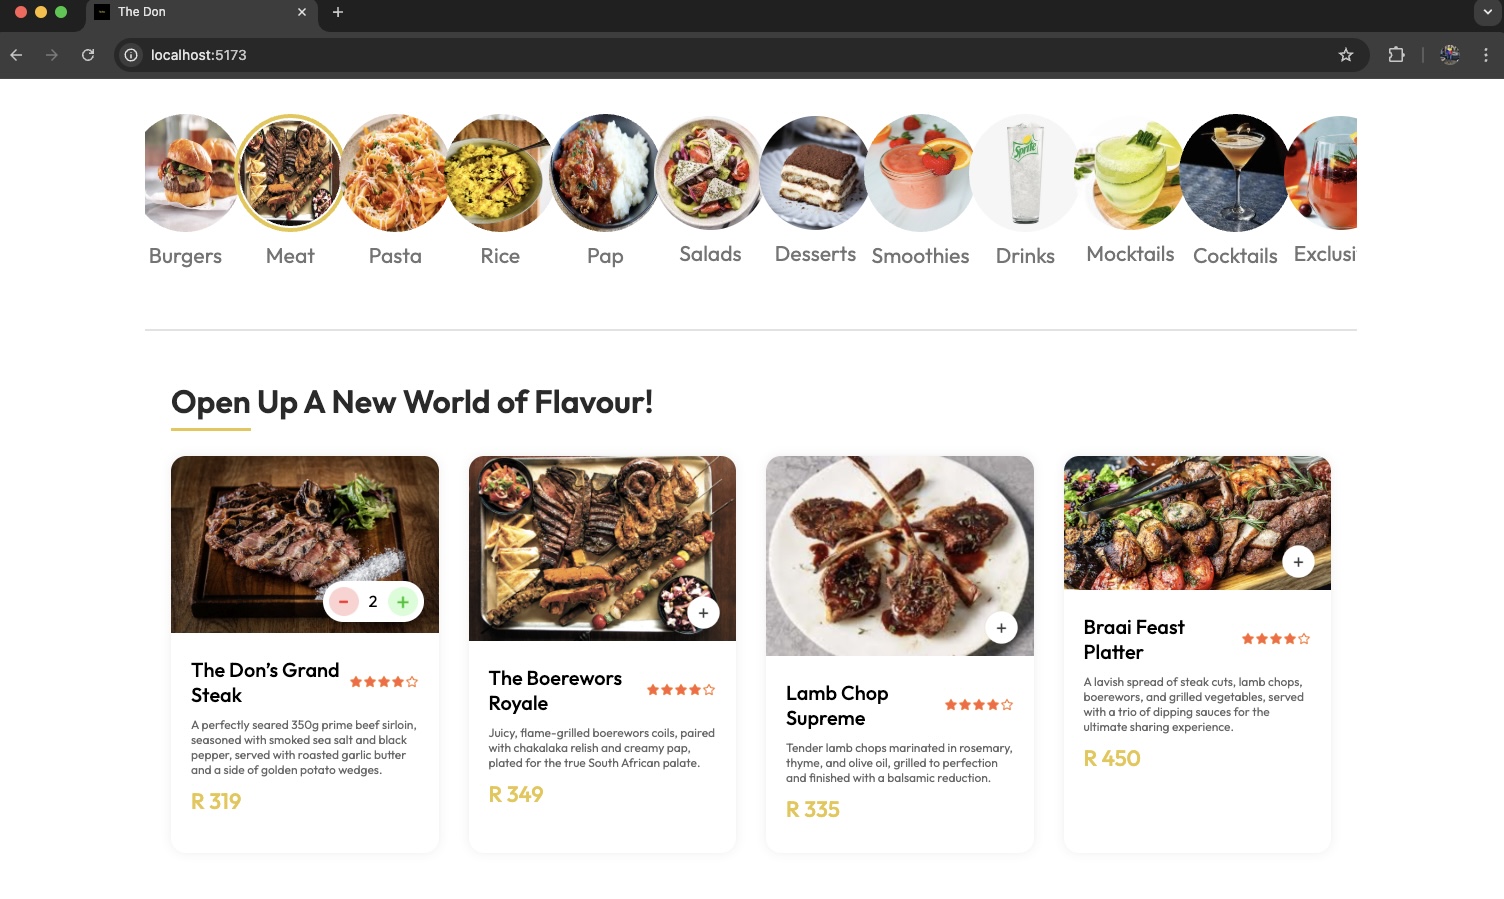 The Don
localhost:5173
Sprite
Burgers
Meat
Pasta
Rice
Pap
Salads
Desserts
Smoothies
Drinks
Mocktails
Cocktails
Exclusi
Open Up A New World of Flavour!
2
The Don's Grand
Steak
A perfectly seared 350g prime beef sirloin,
seasoned with smoked sea salt and black
pepper, served with roasted garlic butter
and a side of golden potato wedges.
R 319
The Boerewors
Royale
Juicy, flame-grilled boerewors coils, paired
with chakalaka relish and creamy pap,
plated for the true South African palate.
R 349
Lamb Chop
Supreme
Tender lamb chops marinated in rosemary,
thyme, and olive oil, grilled to perfection
and finished with a balsamic reduction.
R 335
Braai Feast
Platter
A lavish spread of steak cuts, lamb chops,
boerewors, and grilled vegetables, served
with a trio of dipping sauces for the
ultimate sharing experience.
R 450